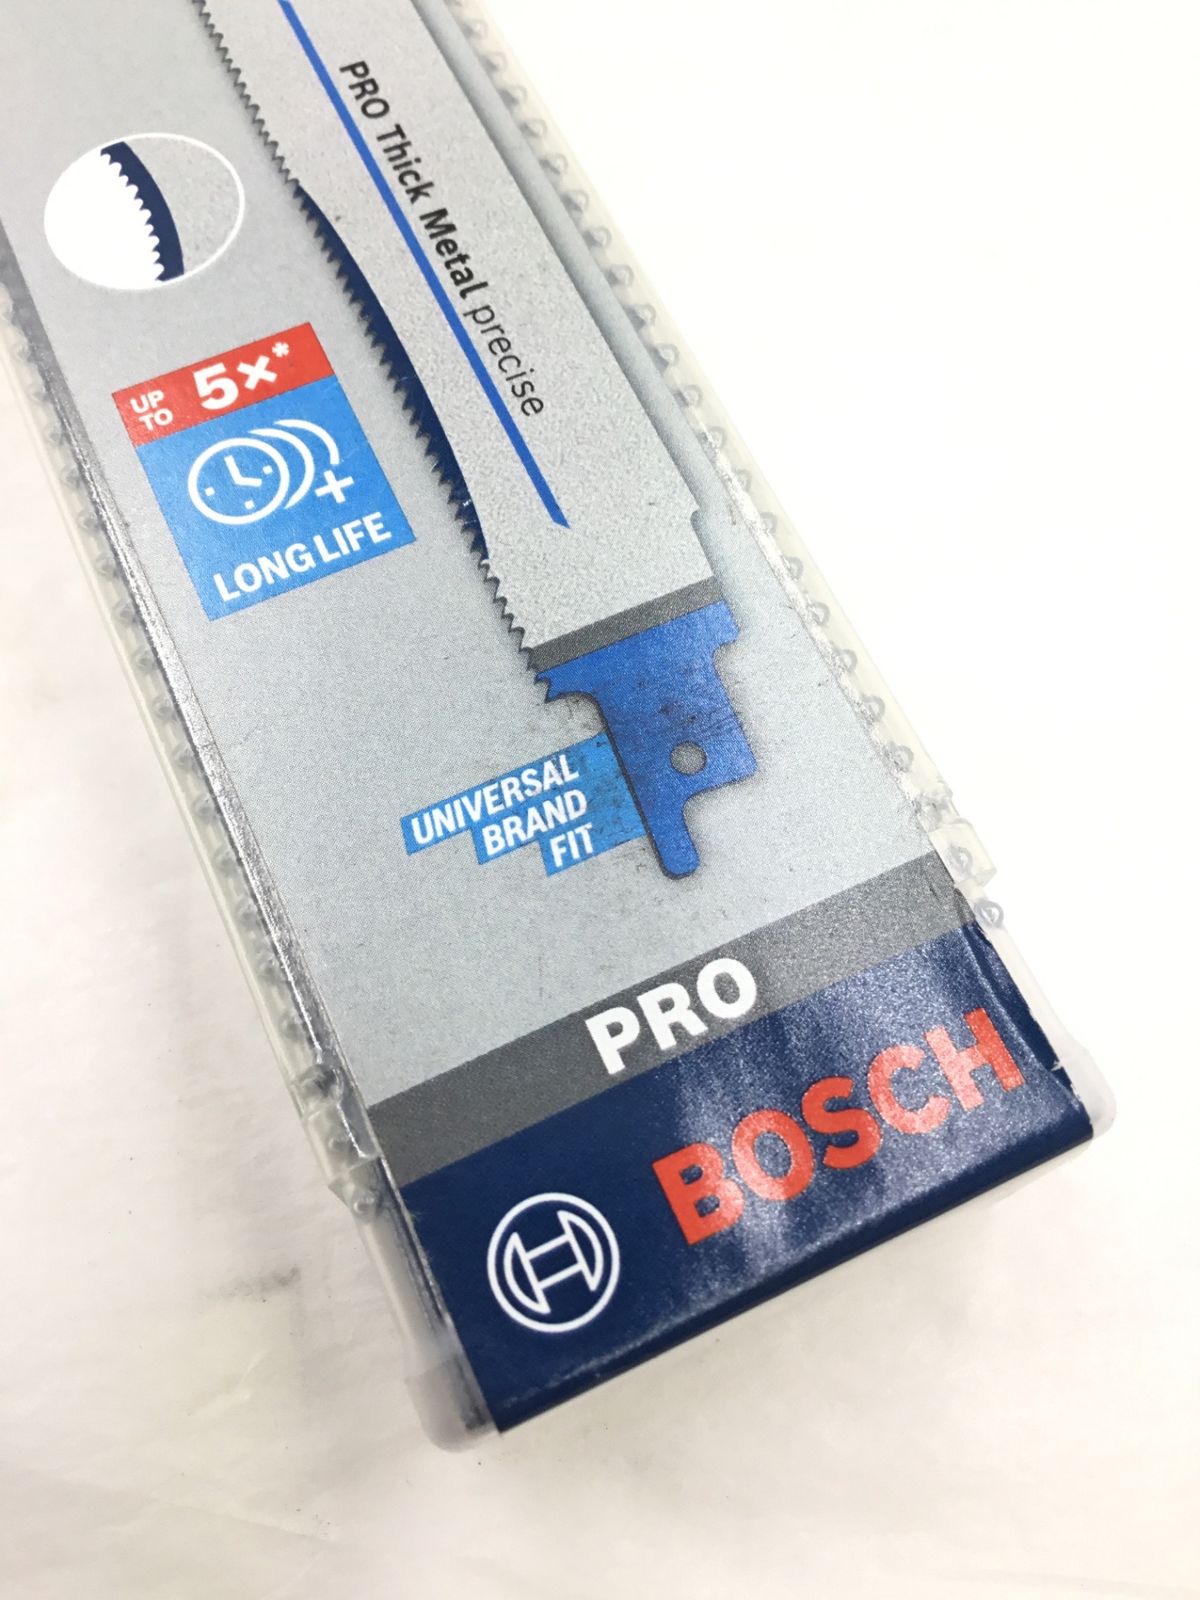 PRO Thick Metal precise
UP
TO 5x*
LONG LIFE
UNIVERSAL
BRAND
FIT
PRO
BOSCH